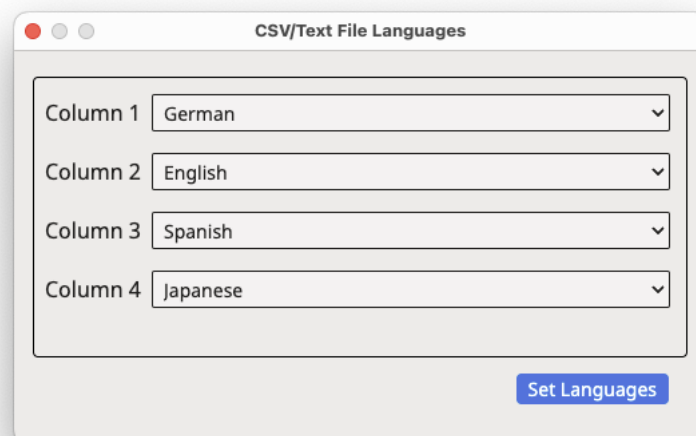 CSV/Text File Languages
Column 1 German
Column 2 English
Column 3 Spanish
Column 4 Japanese
Set Languages